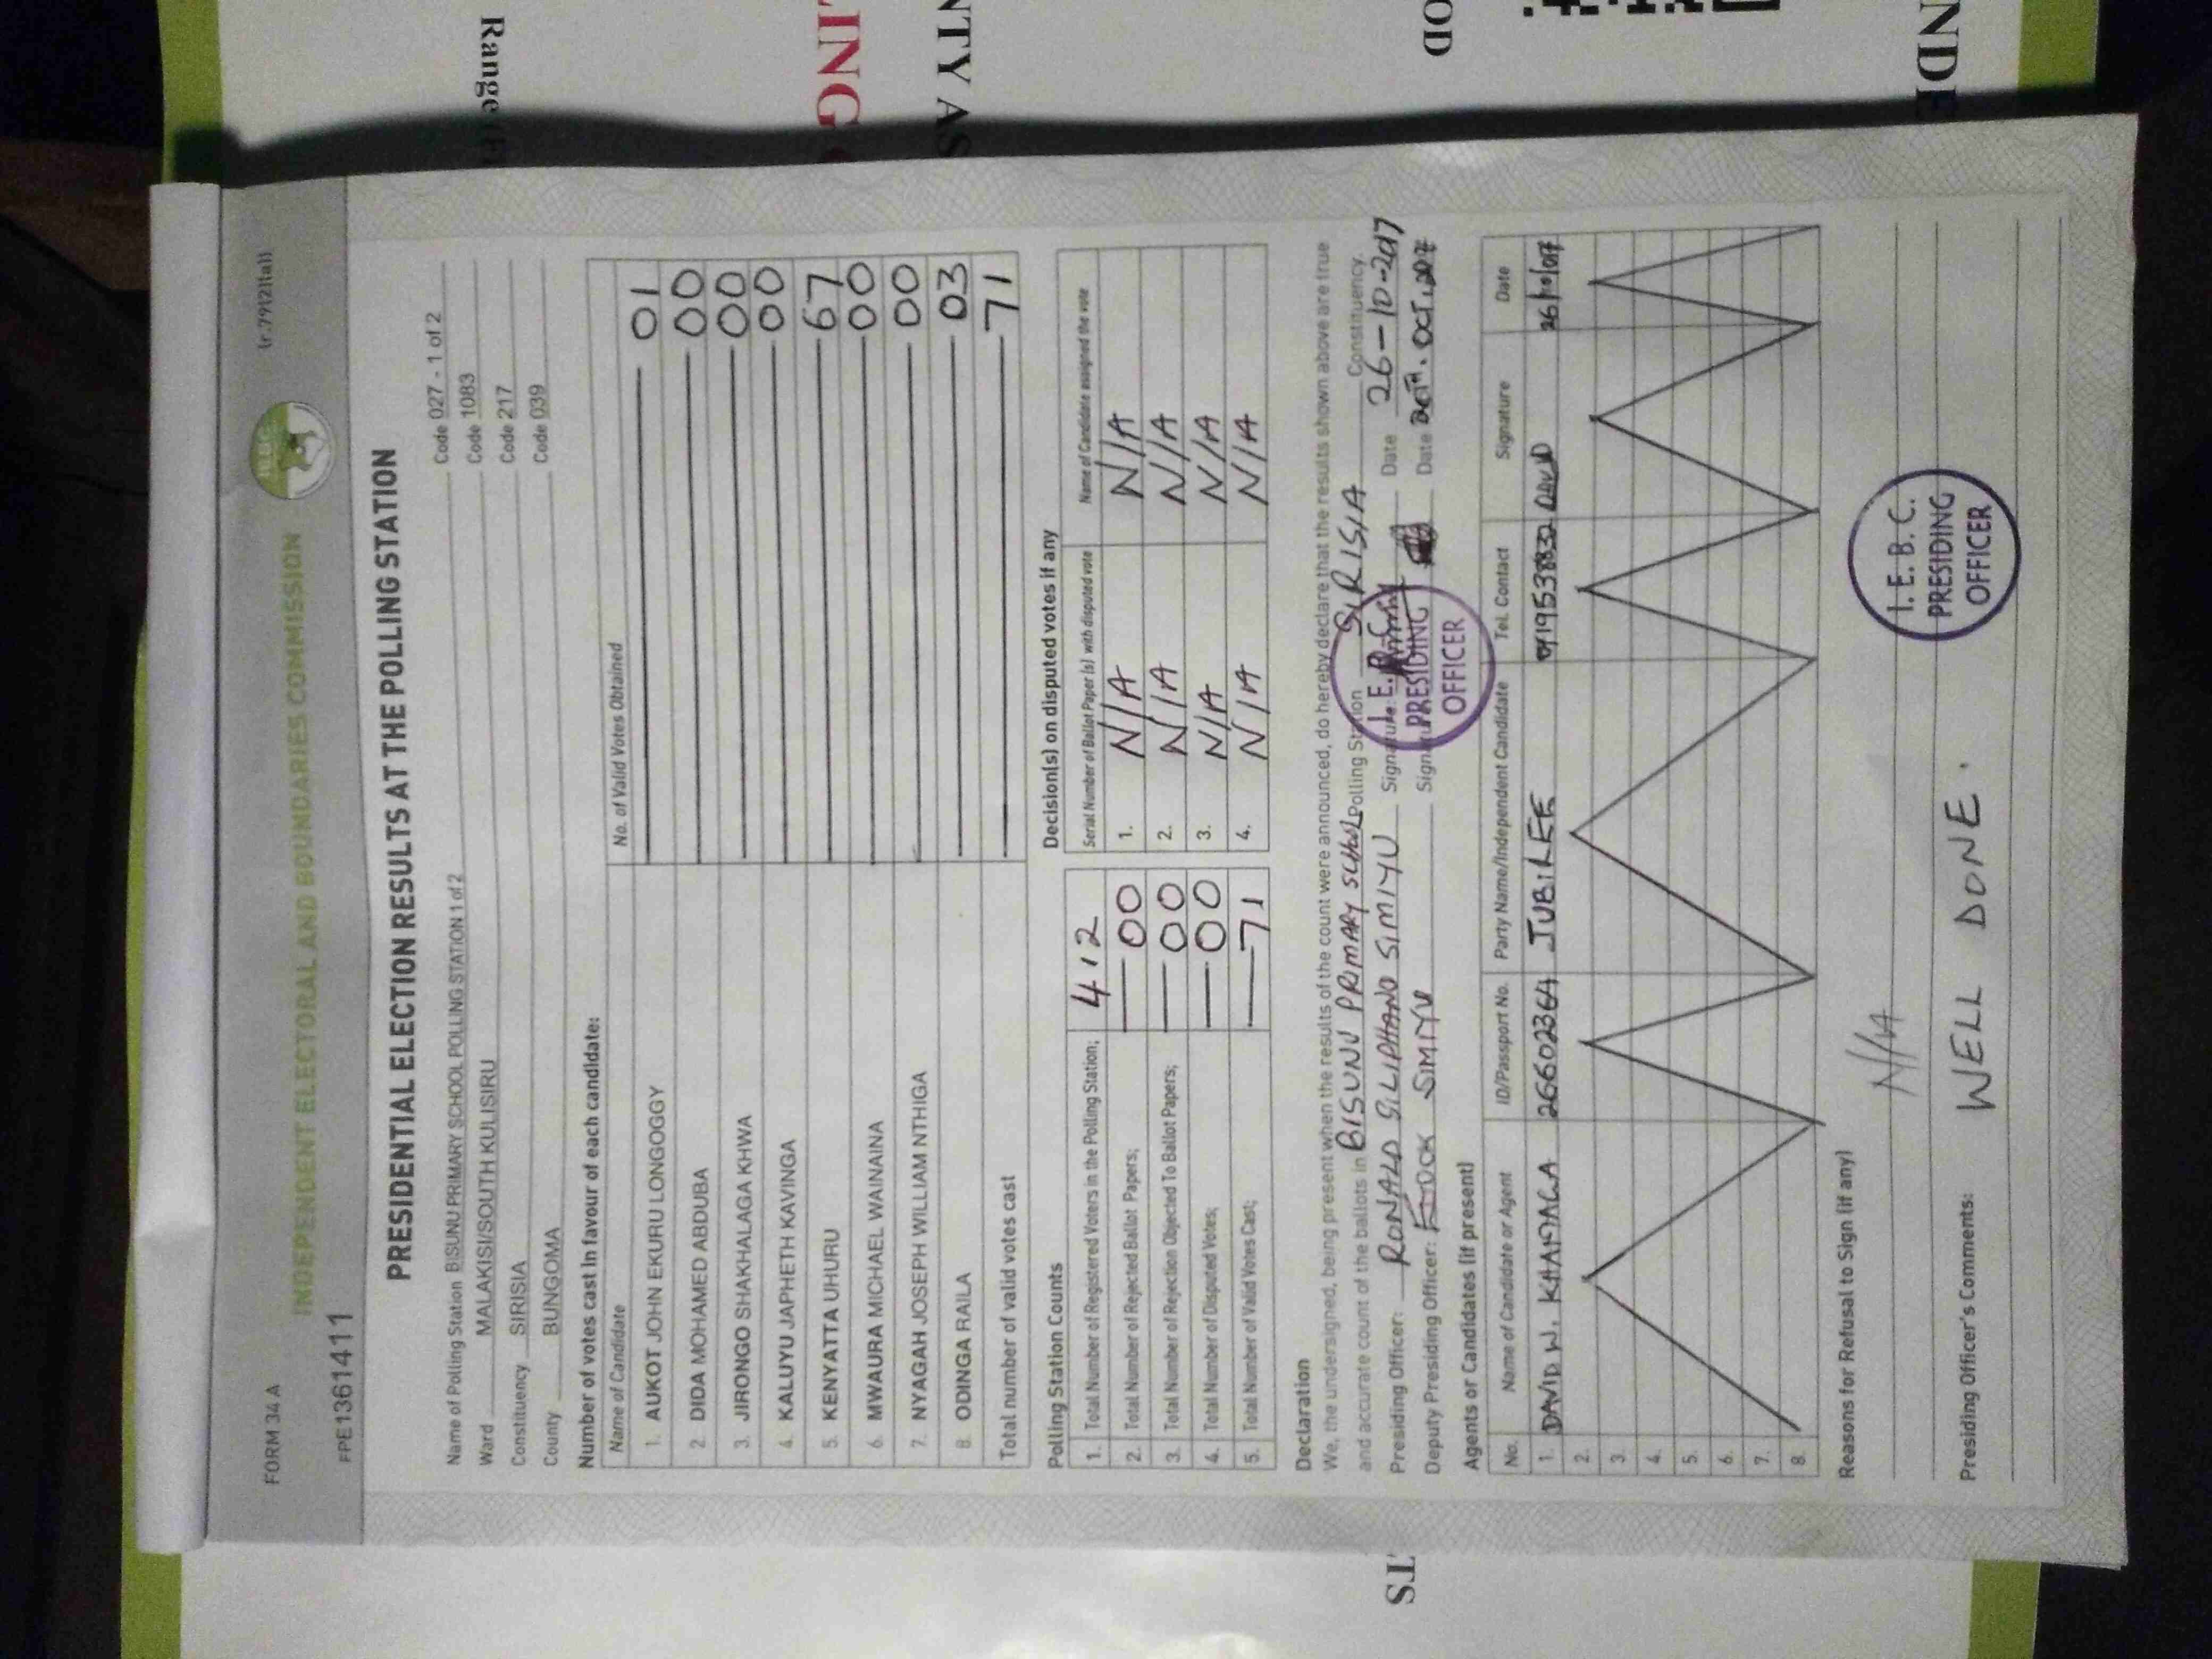 FORM 34 A
(r.79(2)(a))
INDEPENDENT ELECTORAL AND BOUNDARIES COMMISSION
FPE1361411
PRESIDENTIAL ELECTION RESULTS AT THE POLLING STATION
Name of Polling Station BISUNU PRIMARY SCHOOL POLLING STATION 1 of 2 Code 027 - 1 of 2
Ward MALAKISI/SOUTH KULISIRU Code 1083
Constituency SIRISIA Code 217
County BUNGOMA Code 039
Number of votes cast in favour of each candidate:
Name of Candidate No. of Valid Votes Obtained
1. AUKOT JOHN EKURU LONGOGGY 01
2. DIDA MOHAMED ABDUBA 00
3. JIRONGO SHAKHALAGA KHWA 00
4. KALUYU JAPHETH KAVINGA 00
5. KENYATTA UHURU 67
6. MWAURA MICHAEL WAINAINA 00
7. NYAGAH JOSEPH WILLIAM NTHIGA 00
8. ODINGA RAILA 03
Total number of valid votes cast 71
Polling Station Counts
1. Total Number of Registered Voters in the Polling Station; 412
2. Total Number of Rejected Ballot Papers; 00
3. Total Number of Rejection Objected To Ballot Papers; 00
4. Total Number of Disputed Votes; 00
5. Total Number of Valid Votes Cast; 71
Decision(s) on disputed votes if any
Serial Number of Ballot Paper(s) with disputed vote Name of Candidate assigned the vote
1. N/A N/A
2. N/A N/A
3. N/A N/A
4. N/A N/A
Declaration
We, the undersigned, being present when the results of the count were announced, do hereby declare that the results shown above are true
and accurate count of the ballots in BISUNU PRIMARY SCHOOL Polling Station SIRISIA Constituency.
Presiding Officer: RONALD SILIPHANO SIMIYU Signature: Date 26-10-2017
Deputy Presiding Officer: SIMIYU Signature Date OCT.
I.E.
PRESIDING
OFFICER
Agents or Candidates (if present)
No. Name of Candidate or Agent ID/Passport No. Party Name/Independent Candidate Tel. Contact Signature Date
1. DAVID W. 26602364 JUBILEE DAVID
2.
3.
4.
5.
6.
7.
8.
Reasons for Refusal to Sign (if any)
N/A
Presiding Officer's Comments:
WELL DONE.
I. E. B. C.
PRESIDING
OFFICER
Range
LING
NTY AS
OD
NDE
TS